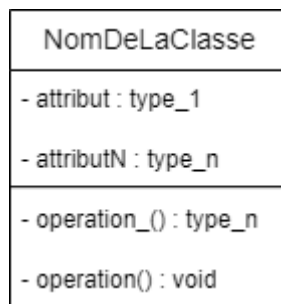 NomDeLaClasse
- attribut : type_1
- attributN : type_n
- operation_() : type_n
- operation() : void